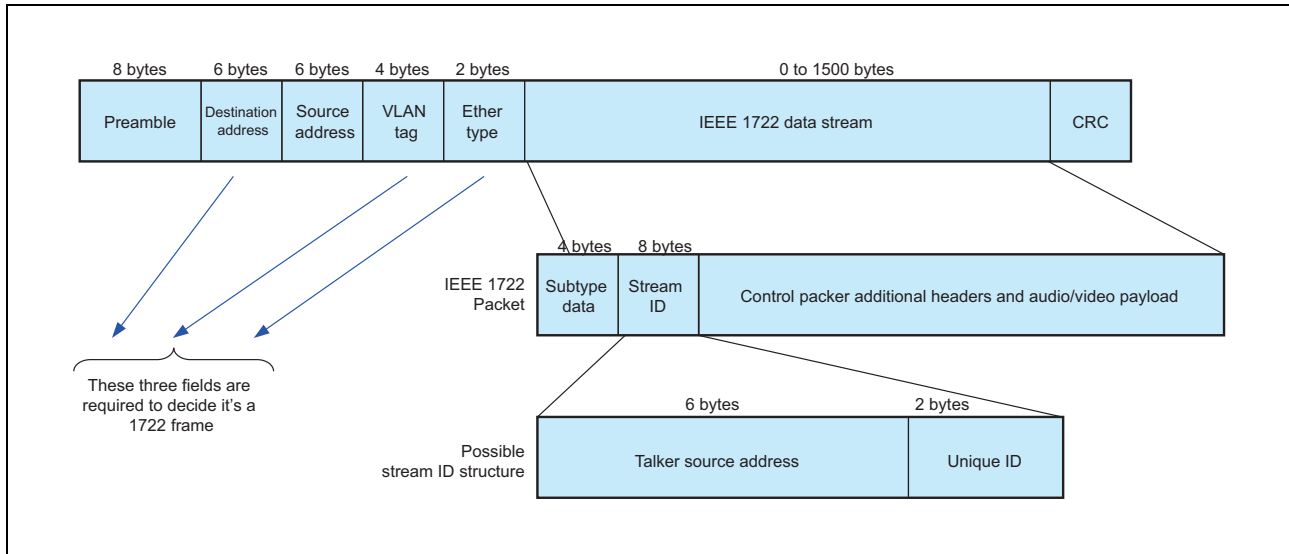 8 bytes 6 bytes 6 bytes 4 bytes 2 bytes 0 to 1500 bytes
Preamble
Destination
address
Source
address
VLAN
tag
Ether
type
IEEE 1722 data stream
CRC
4 bytes 8 bytes
IEEE 1722
Packet
Subtype
data
Stream
ID
Control packer additional headers and audio/video payload
These three fields are
required to decide it's a
1722 frame
6 bytes 2 bytes
Possible
stream ID structure
Talker source address
Unique ID